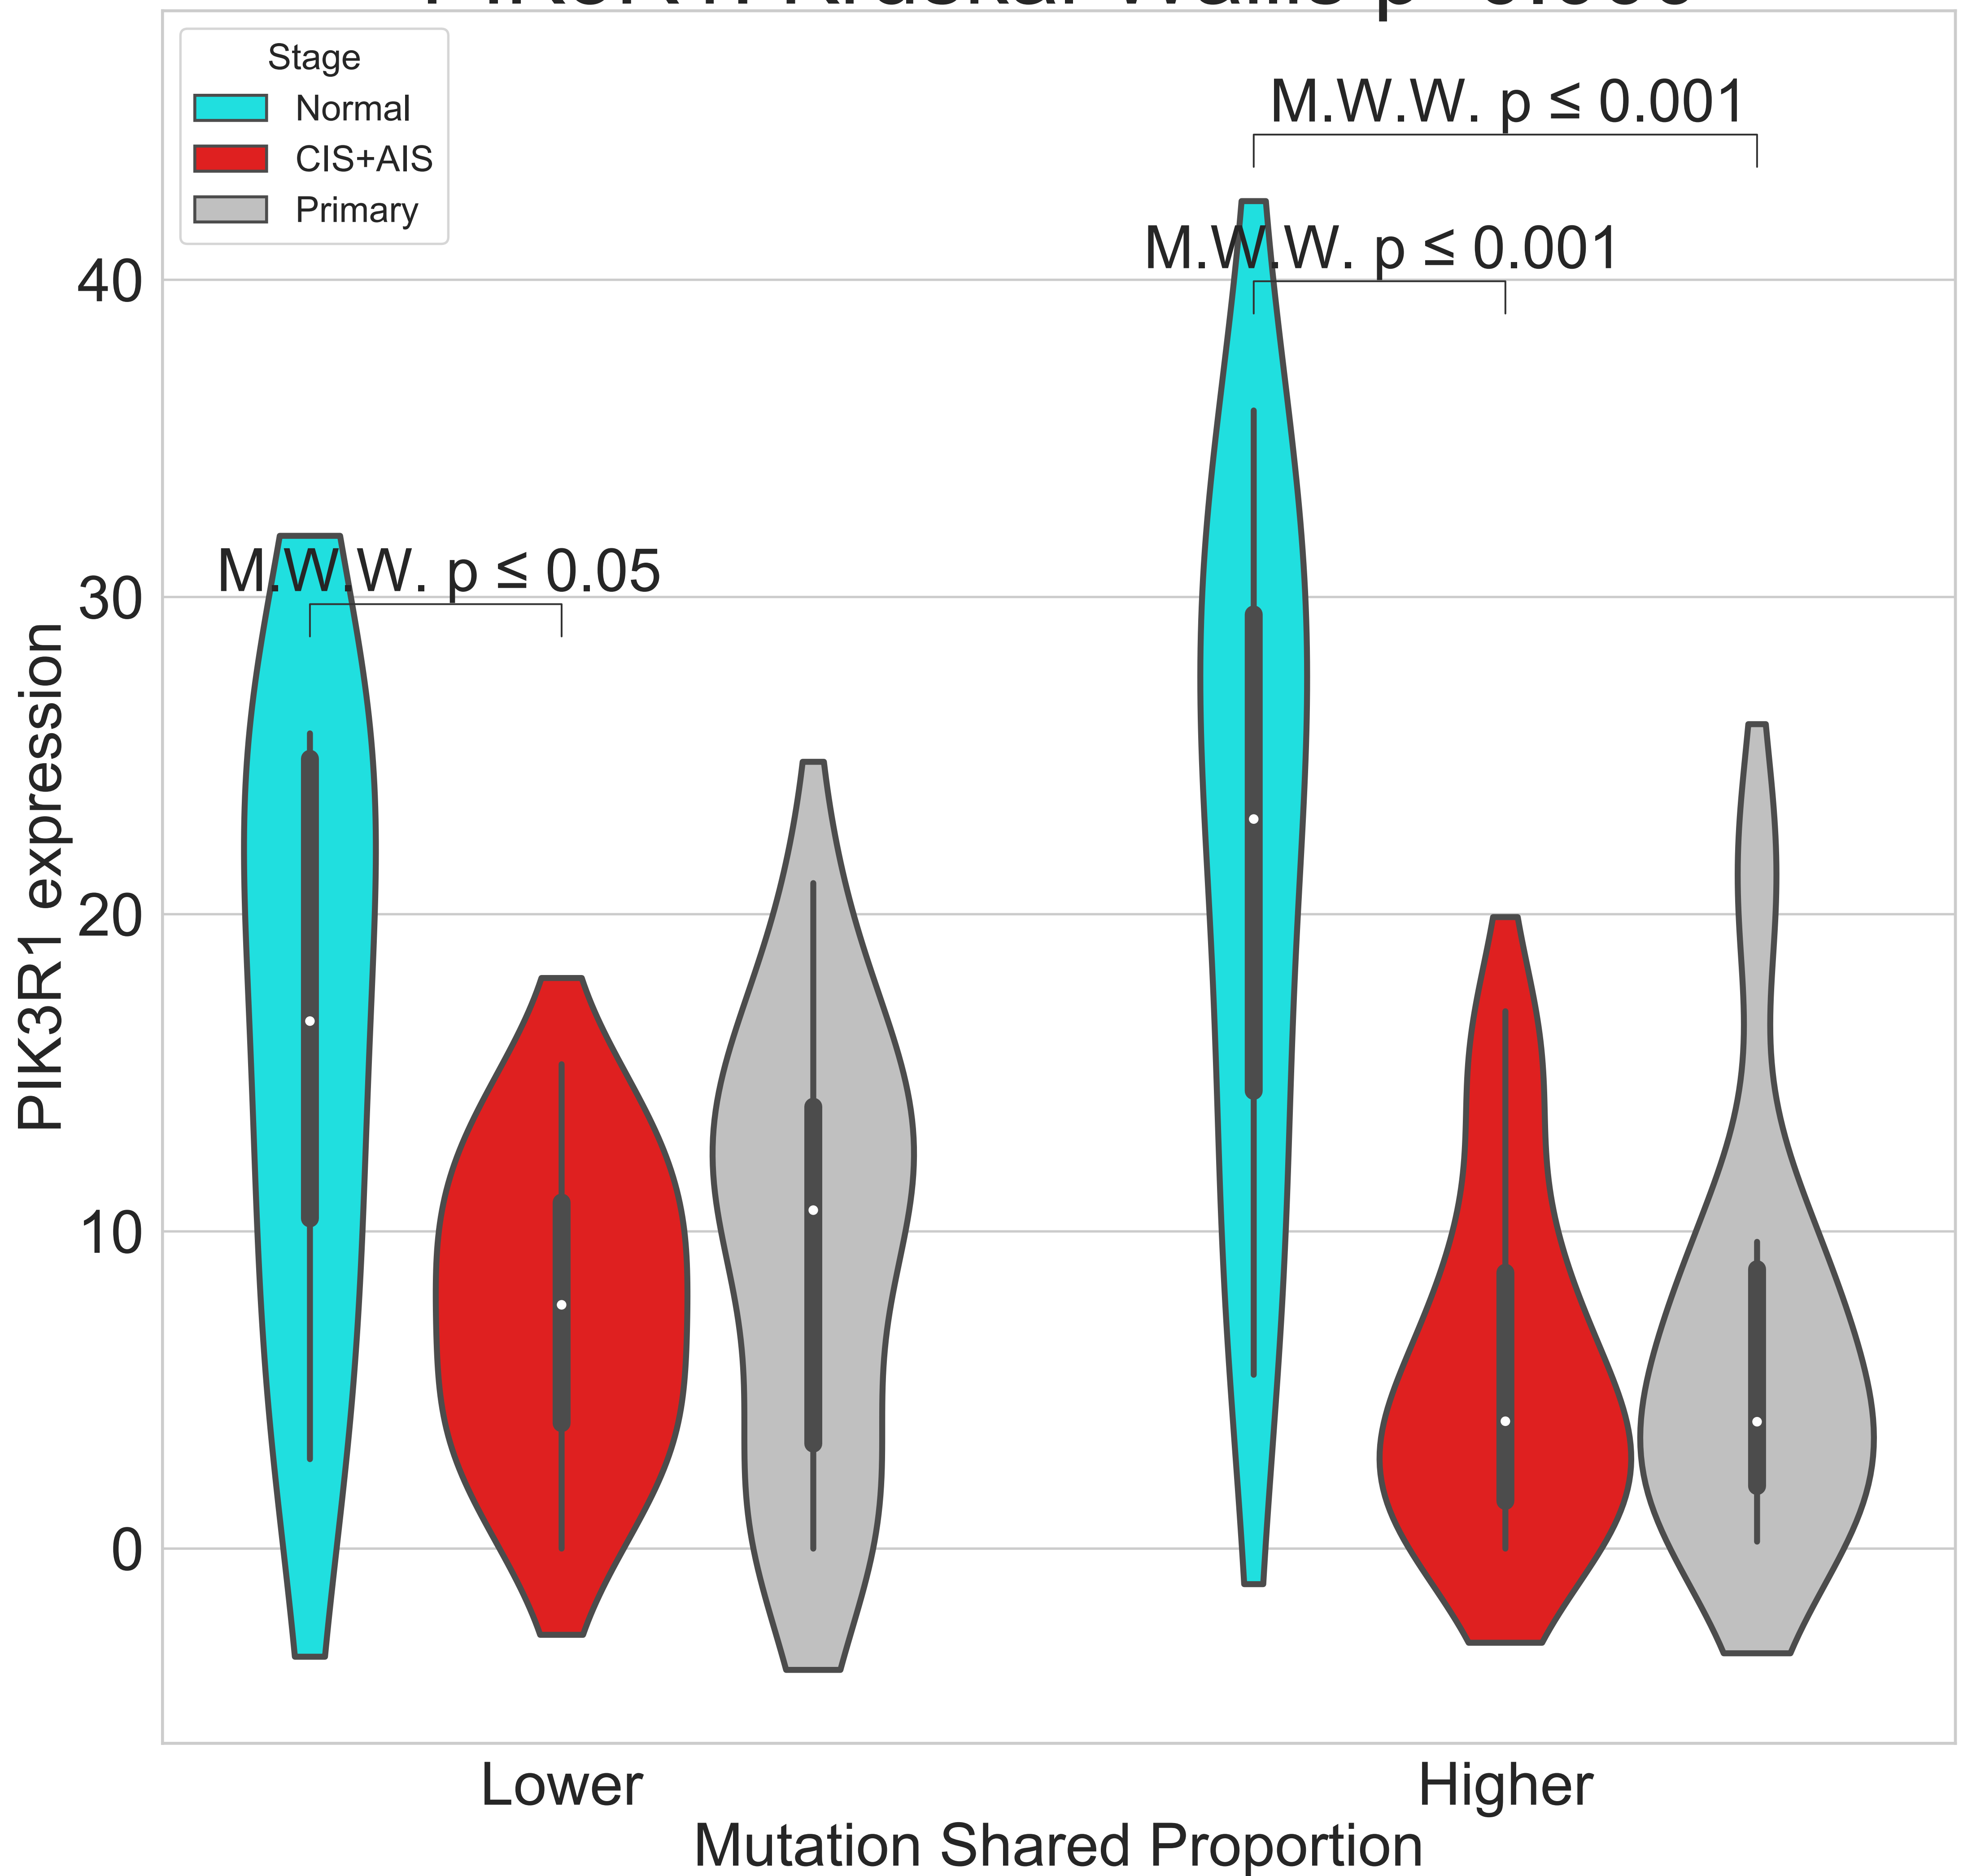 Stage
Normal
CIS+AIS
Primary
M.W.W. p ≤ 0.001
M.W.W. p ≤ 0.001
M.W.W. p ≤ 0.05
PIK3R1 expression
40
30
20
10
0
Lower
Higher
Mutation Shared Proportion